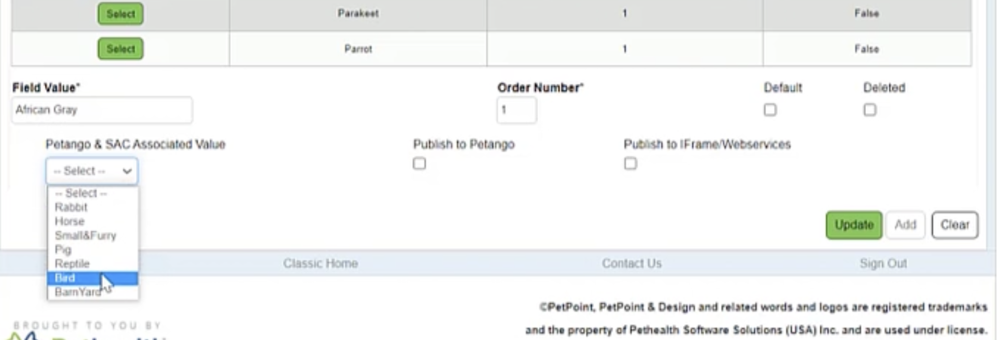 Select Parakeet 1 False
Select Parrot 1 False
Field Value* Order Number* Default Deleted
African Gray 1
Petango & SAC Associated Value Publish to Petango Publish to IFrame/Webservices
-- Select --
-- Select --
Rabbit
Horse
Small&Furry
Pig
Reptile
Bird
BarnYard
Update Add Clear
Classic Home Contact Us Sign Out
©PetPoint, PetPoint & Design and related words and logos are registered trademarks
and the property of Pethealth Software Solutions (USA) Inc. and are used under license.
BROUGHT TO YOU BY